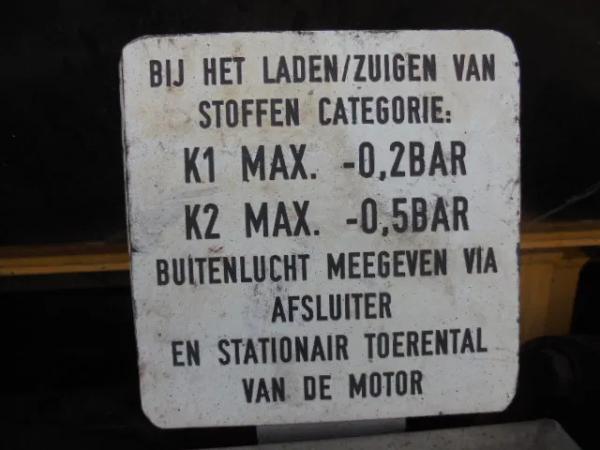 BIJ HET LADEN/ZUIGEN VAN
STOFFEN CATEGORIE:
K1 MAX. -0,2BAR
K2 MAX. -0,5BAR
BUITENLUCHT MEEGEVEN VIA
AFSLUITER
EN STATIONAIR TOERENTAL
VAN DE MOTOR